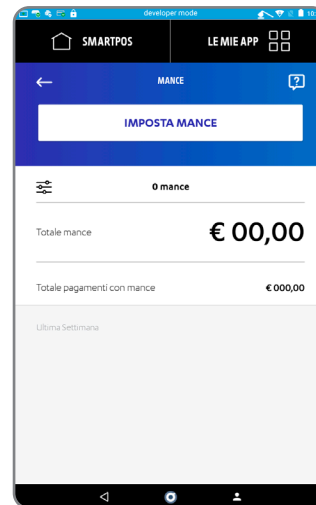 developer mode
10:
SMARTPOS
LE MIE APP
MANCE
?
IMPOSTA MANCE
0 mance
Totale mance
€ 00,00
Totale pagamenti con mance
€ 000,00
Ultima Settimana